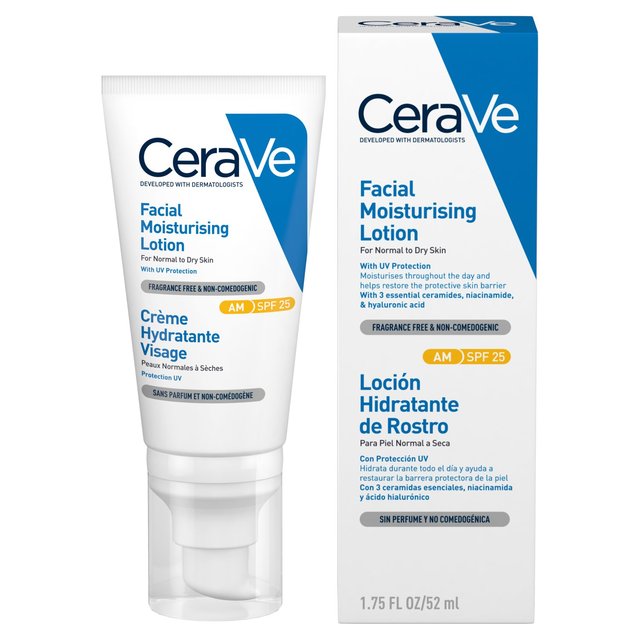 CeraVe
DEVELOPED WITH DERMATOLOGISTS
Facial
Moisturising
Lotion
For Normal to Dry Skin
With UV Protection
FRAGRANCE FREE & NON-COMEDOGENIC
AM SPF 25
Crème
Hydratante
Visage
Peaux Normales à Sèches
Protection UV
SANS PARFUM ET NON-COMÉDOGÈNE
CeraVe
DEVELOPED WITH DERMATOLOGISTS
Facial
Moisturising
Lotion
For Normal to Dry Skin
With UV Protection
Moisturises throughout the day and
helps restore the protective skin barrier
With 3 essential ceramides, niacinamide,
& hyaluronic acid
FRAGRANCE FREE & NON-COMEDOGENIC
AM SPF 25
Loción
Hidratante
de Rostro
Para Piel Normal a Seca
Con Protección UV
Hidrata durante todo el día y ayuda a
restaurar la barrera protectora de la piel
Con 3 ceramidas esenciales, niacinamida
y ácido hialurónico
SIN PERFUME Y NO COMEDOGÉNICA
1.75 FL OZ/52 ml